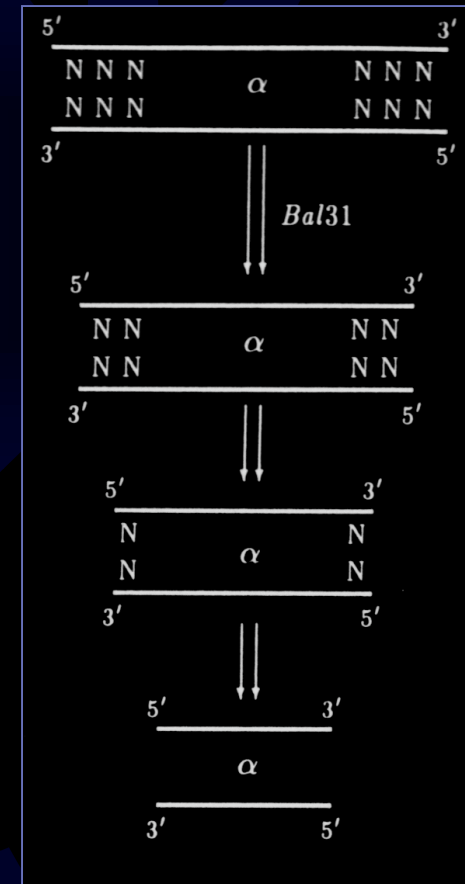 5′ 3′
N N N α N N N
N N N N N N
3′ 5′
Bal31
5′ 3′
N N α N N
N N N N
3′ 5′
5′ 3′
N α N
N N
3′ 5′
5′ 3′
α
3′ 5′